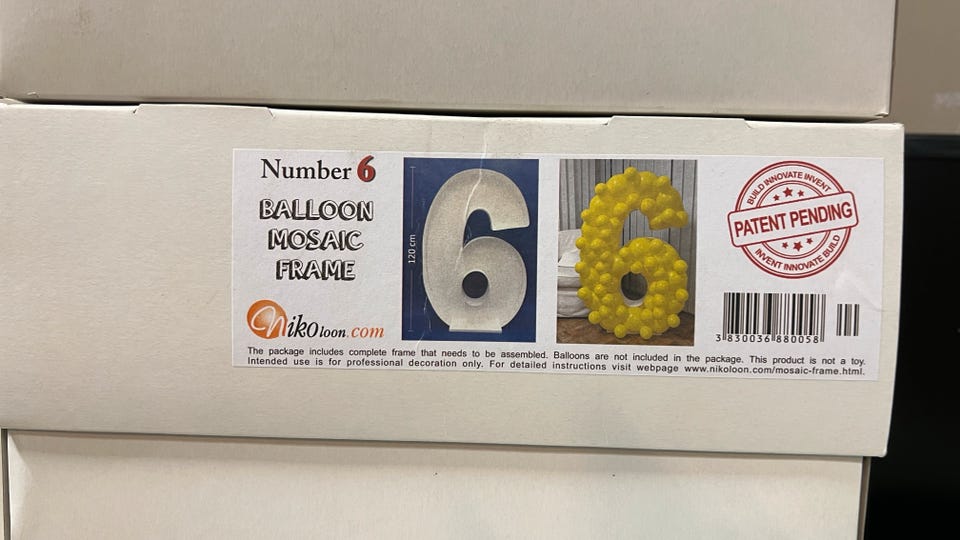 Number 6
BALLOON
MOSAIC
FRAME
Nikoloon.com
120 cm
BUILD INNOVATE INVENT
PATENT PENDING
INVENT INNOVATE BUILD
3 830036 880058
The package includes complete frame that needs to be assembled. Balloons are not included in the package. This product is not a toy.
Intended use is for professional decoration only. For detailed instructions visit webpage www.nikoloon.com/mosaic-frame.html.